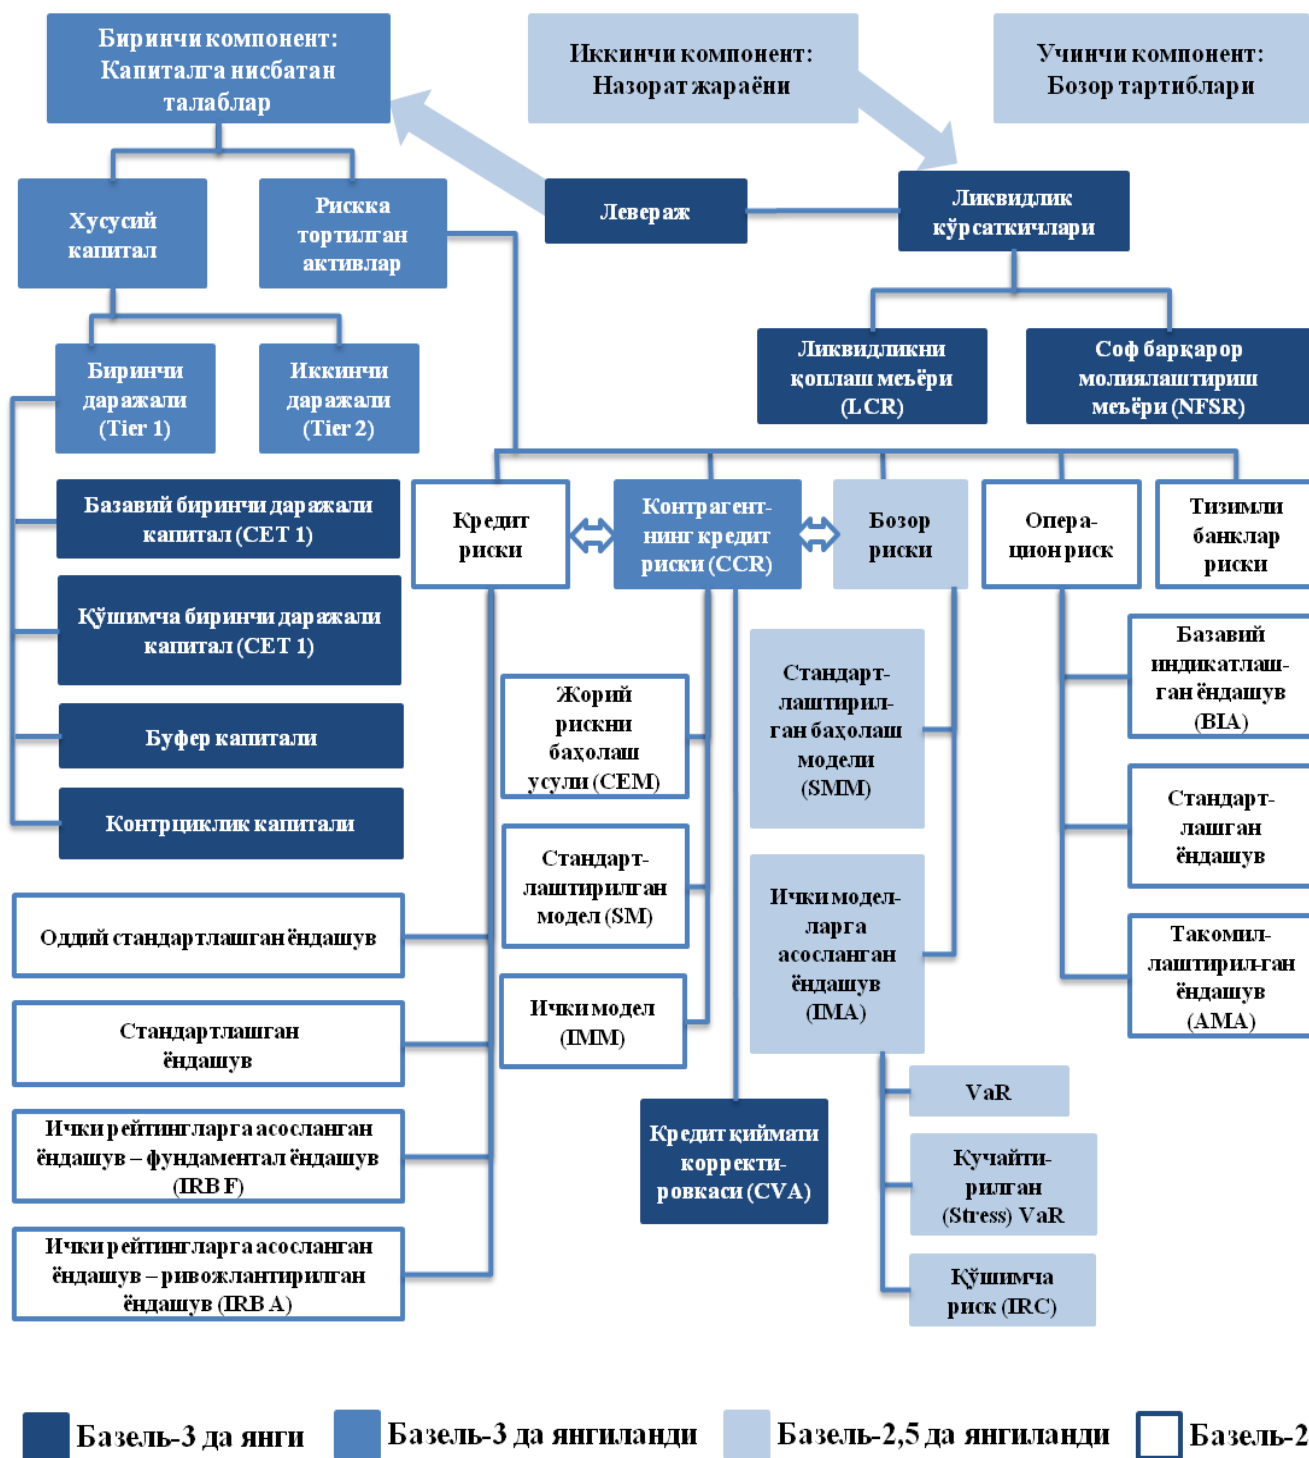 Биринчи компонент:
Капиталга нисбатан
талаблар
Иккинчи компонент:
Назорат жараёни
Учинчи компонент:
Бозор тартиблари
Хусусий
капитал
Рискка
тортилган
активлар
Левераж
Ликвидлик
кўрсаткичлари
Биринчи
даражали
(Tier 1)
Иккинчи
даражали
(Tier 2)
Ликвидликни
қоплаш меъёри
(LCR)
Соф барқарор
молиялаштириш
меъёри (NFSR)
Базавий биринчи даражали
капитал (CET 1)
Қўшимча биринчи даражали
капитал (CET 1)
Буфер капитали
Контрциклик капитали
Кредит
риски
Контрагент-
нинг кредит
риски (CCR)
Бозор
риски
Опера-
цион риск
Тизимли
банклар
риски
Жорий
рискни
баҳолаш
усули (CEM)
Стандарт-
лаштирилган
модел (SM)
Ички модел
(IMM)
Стандарт-
лаштирил-
ган баҳолаш
модели
(SMM)
Ички модел-
ларга
асосланган
ёндашув
(IMA)
Базавий
индикатлаш-
ган ёндашув
(BIA)
Стандарт-
лашган
ёндашув
Такомил-
лаштирил-ган
ёндашув
(AMA)
Оддий стандартлашган ёндашув
Стандартлашган
ёндашув
Ички рейтингларга асосланган
ёндашув – фундаментал ёндашув
(IRB F)
Ички рейтингларга асосланган
ёндашув – ривожлантирилган
ёндашув (IRB A)
Кредит қиймати
корректи-
ровкаси (CVA)
VaR
Кучайти-
рилган
(Stress) VaR
Қўшимча
риск (IRC)
Базель-3 да янги
Базель-3 да янгиланди
Базель-2,5 да янгиланди
Базель-2